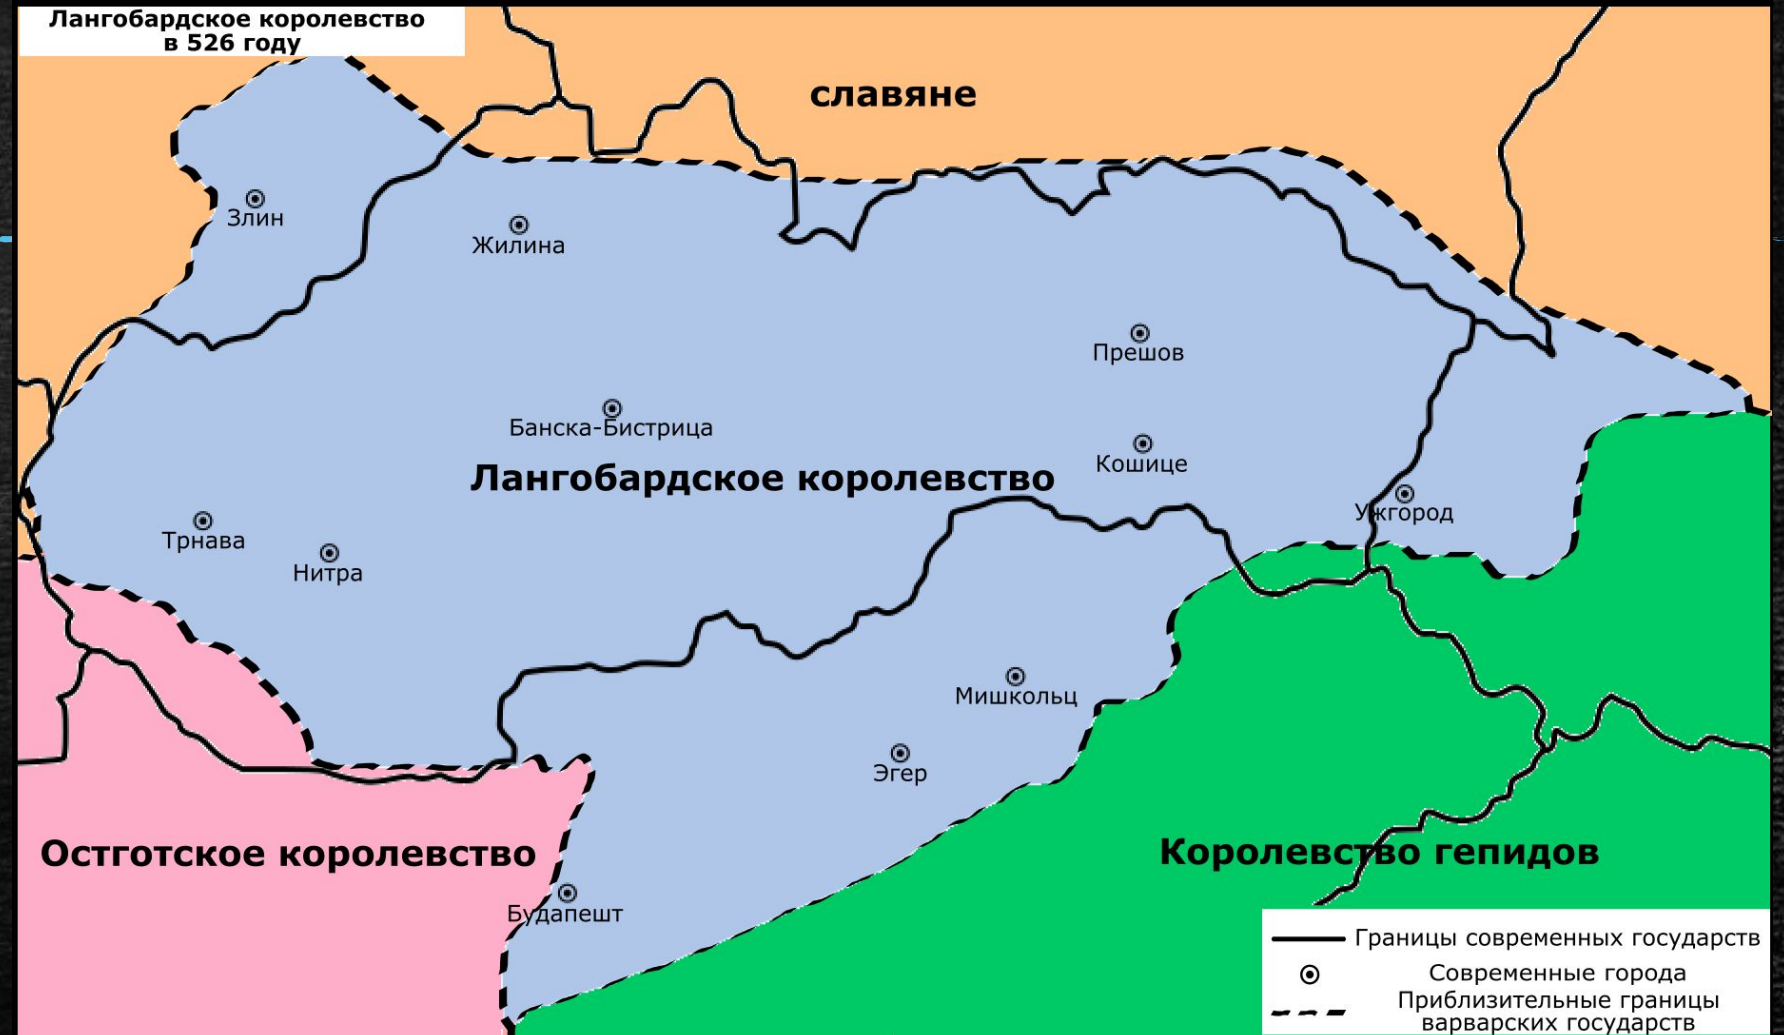 Лангобардское королевство
в 526 году
славяне
Злин
Жилина
Прешов
Банска-Бистрица
Кошице
Лангобардское королевство
Ужгород
Трнава
Нитра
Мишкольц
Эгер
Остготское королевство
Королевство гепидов
Будапешт
Границы современных государств
Современные города
Приблизительные границы
варварских государств